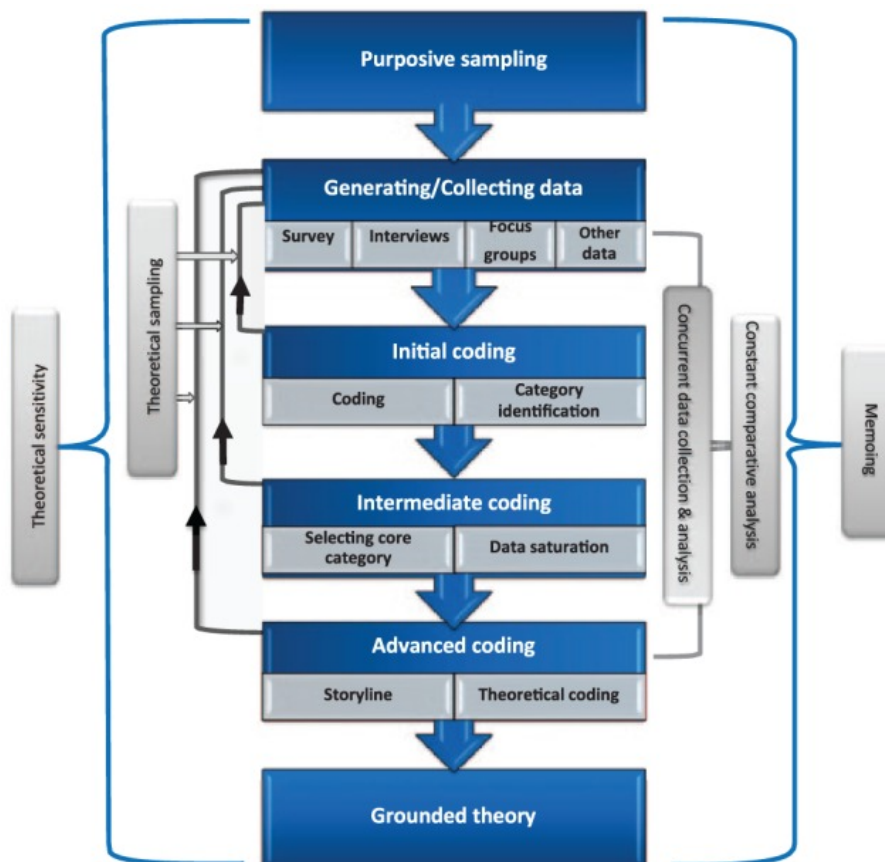 Purposive sampling
Generating/Collecting data
Survey
Interviews
Focus
groups
Other
data
Initial coding
Coding
Category
identification
Intermediate coding
Selecting core
category
Data saturation
Advanced coding
Storyline
Theoretical coding
Grounded theory
Theoretical sensitivity
Theoretical sampling
Concurrent data collection & analysis
Constant comparative analysis
Memoing